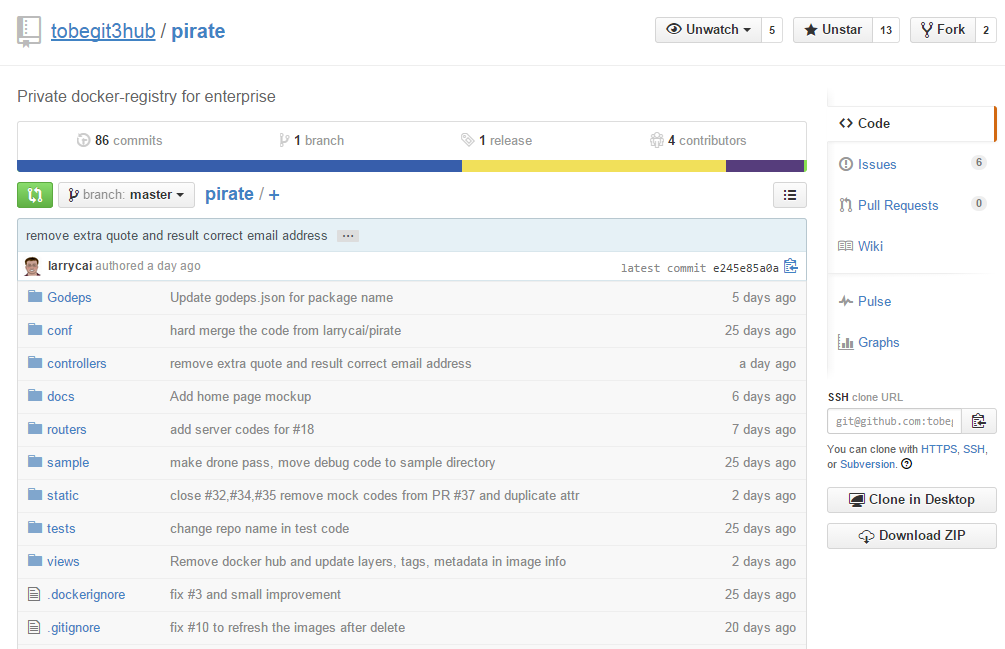 tobegit3hub / pirate
Unwatch 5 Unstar 13 Fork 2
Private docker-registry for enterprise
86 commits 1 branch 1 release 4 contributors
branch: master pirate / +
remove extra quote and result correct email address ...
larrycai authored a day ago latest commit e245e85a0a
Godeps Update godeps.json for package name 5 days ago
conf hard merge the code from larrycai/pirate 25 days ago
controllers remove extra quote and result correct email address a day ago
docs Add home page mockup 6 days ago
routers add server codes for #18 7 days ago
sample make drone pass, move debug code to sample directory 25 days ago
static close #32,#34,#35 remove mock codes from PR #37 and duplicate attr 2 days ago
tests change repo name in test code 25 days ago
views Remove docker hub and update layers, tags, metadata in image info 2 days ago
.dockerignore fix #3 and small improvement 25 days ago
.gitignore fix #10 to refresh the images after delete 20 days ago
<> Code
Issues 6
Pull Requests 0
Wiki
Pulse
Graphs
SSH clone URL
git@github.com:tobe
You can clone with HTTPS, SSH,
or Subversion. ?
Clone in Desktop
Download ZIP